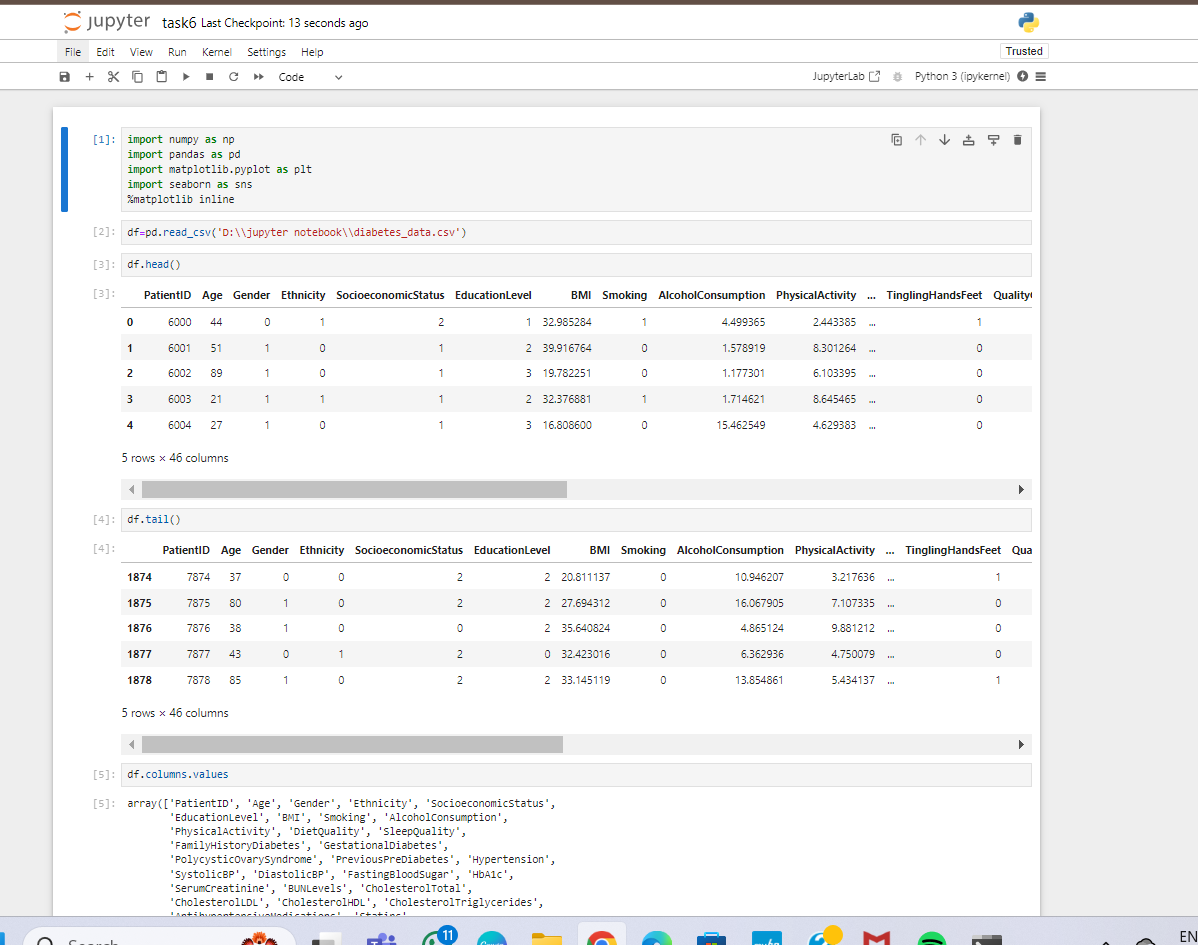 jupyter task6 Last Checkpoint: 13 seconds ago
File Edit View Run Kernel Settings Help Trusted
Code JupyterLab Python 3 (ipykernel)
[1]: import numpy as np
import pandas as pd
import matplotlib.pyplot as plt
import seaborn as sns
%matplotlib inline
[2]: df=pd.read_csv('D:\\jupyter notebook\\diabetes_data.csv')
[3]: df.head()
[3]: PatientID Age Gender Ethnicity SocioeconomicStatus EducationLevel BMI Smoking AlcoholConsumption PhysicalActivity ... TinglingHandsFeet Quality
0 6000 44 0 1 2 1 32.985284 1 4.499365 2.443385 ... 1
1 6001 51 1 0 1 2 39.916764 0 1.578919 8.301264 ... 0
2 6002 89 1 0 1 3 19.782251 0 1.177301 6.103395 ... 0
3 6003 21 1 1 1 2 32.376881 1 1.714621 8.645465 ... 0
4 6004 27 1 0 1 3 16.808600 0 15.462549 4.629383 ... 0
5 rows × 46 columns
[4]: df.tail()
[4]: PatientID Age Gender Ethnicity SocioeconomicStatus EducationLevel BMI Smoking AlcoholConsumption PhysicalActivity ... TinglingHandsFeet Qua
1874 7874 37 0 0 2 2 20.811137 0 10.946207 3.217636 ... 1
1875 7875 80 1 0 2 2 27.694312 0 16.067905 7.107335 ... 0
1876 7876 38 1 0 0 2 35.640824 0 4.865124 9.881212 ... 0
1877 7877 43 0 1 2 0 32.423016 0 6.362936 4.750079 ... 0
1878 7878 85 1 0 2 2 33.145119 0 13.854861 5.434137 ... 1
5 rows × 46 columns
[5]: df.columns.values
[5]: array(['PatientID', 'Age', 'Gender', 'Ethnicity', 'SocioeconomicStatus',
'EducationLevel', 'BMI', 'Smoking', 'AlcoholConsumption',
'PhysicalActivity', 'DietQuality', 'SleepQuality',
'FamilyHistoryDiabetes', 'GestationalDiabetes',
'PolycysticOvarySyndrome', 'PreviousPreDiabetes', 'Hypertension',
'SystolicBP', 'DiastolicBP', 'FastingBloodSugar', 'HbA1c',
'SerumCreatinine', 'BUNLevels', 'CholesterolTotal',
'CholesterolLDL', 'CholesterolHDL', 'CholesterolTriglycerides',
'AntihypertensiveMedications', 'Statins',
Search 11 EN